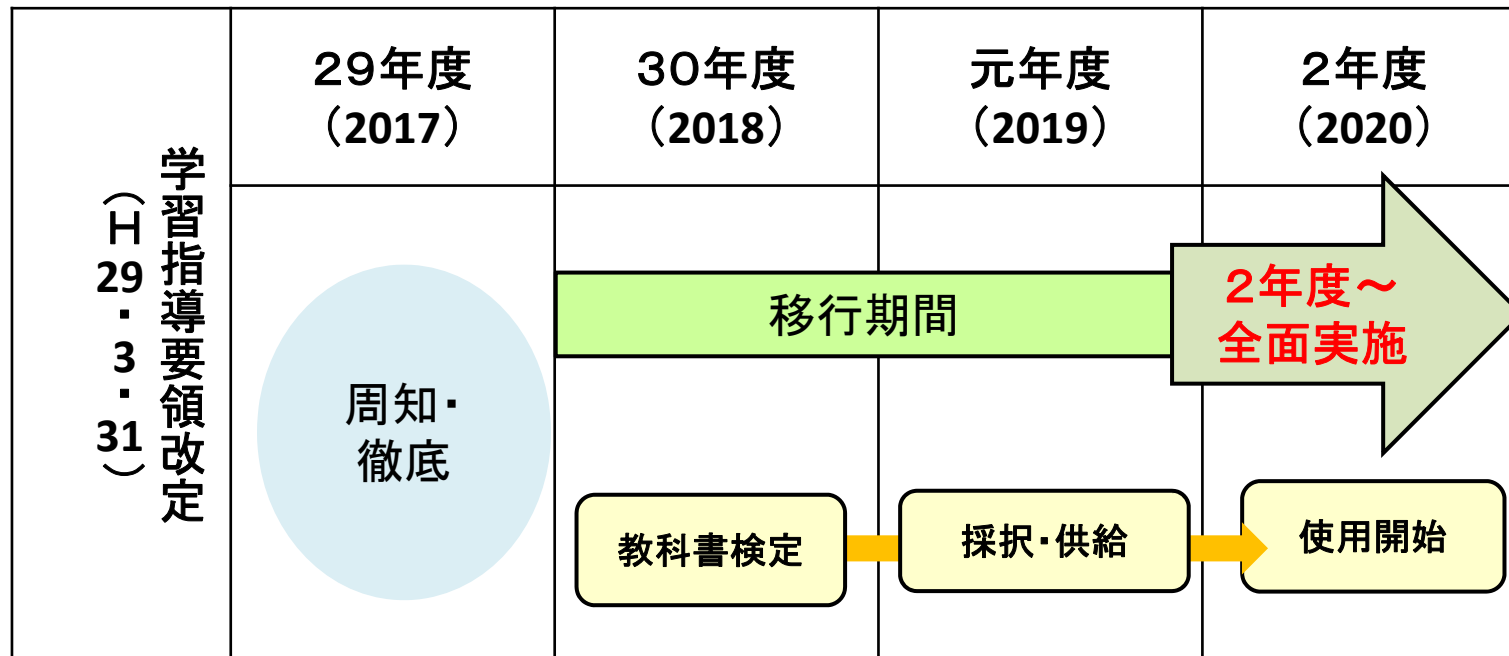 29年度
（2017）
30年度
（2018）
元年度
（2019）
2年度
（2020）
学習指導要領改定
（H29・3・31）
周知・
徹底
移行期間
2年度～
全面実施
教科書検定
採択・供給
使用開始